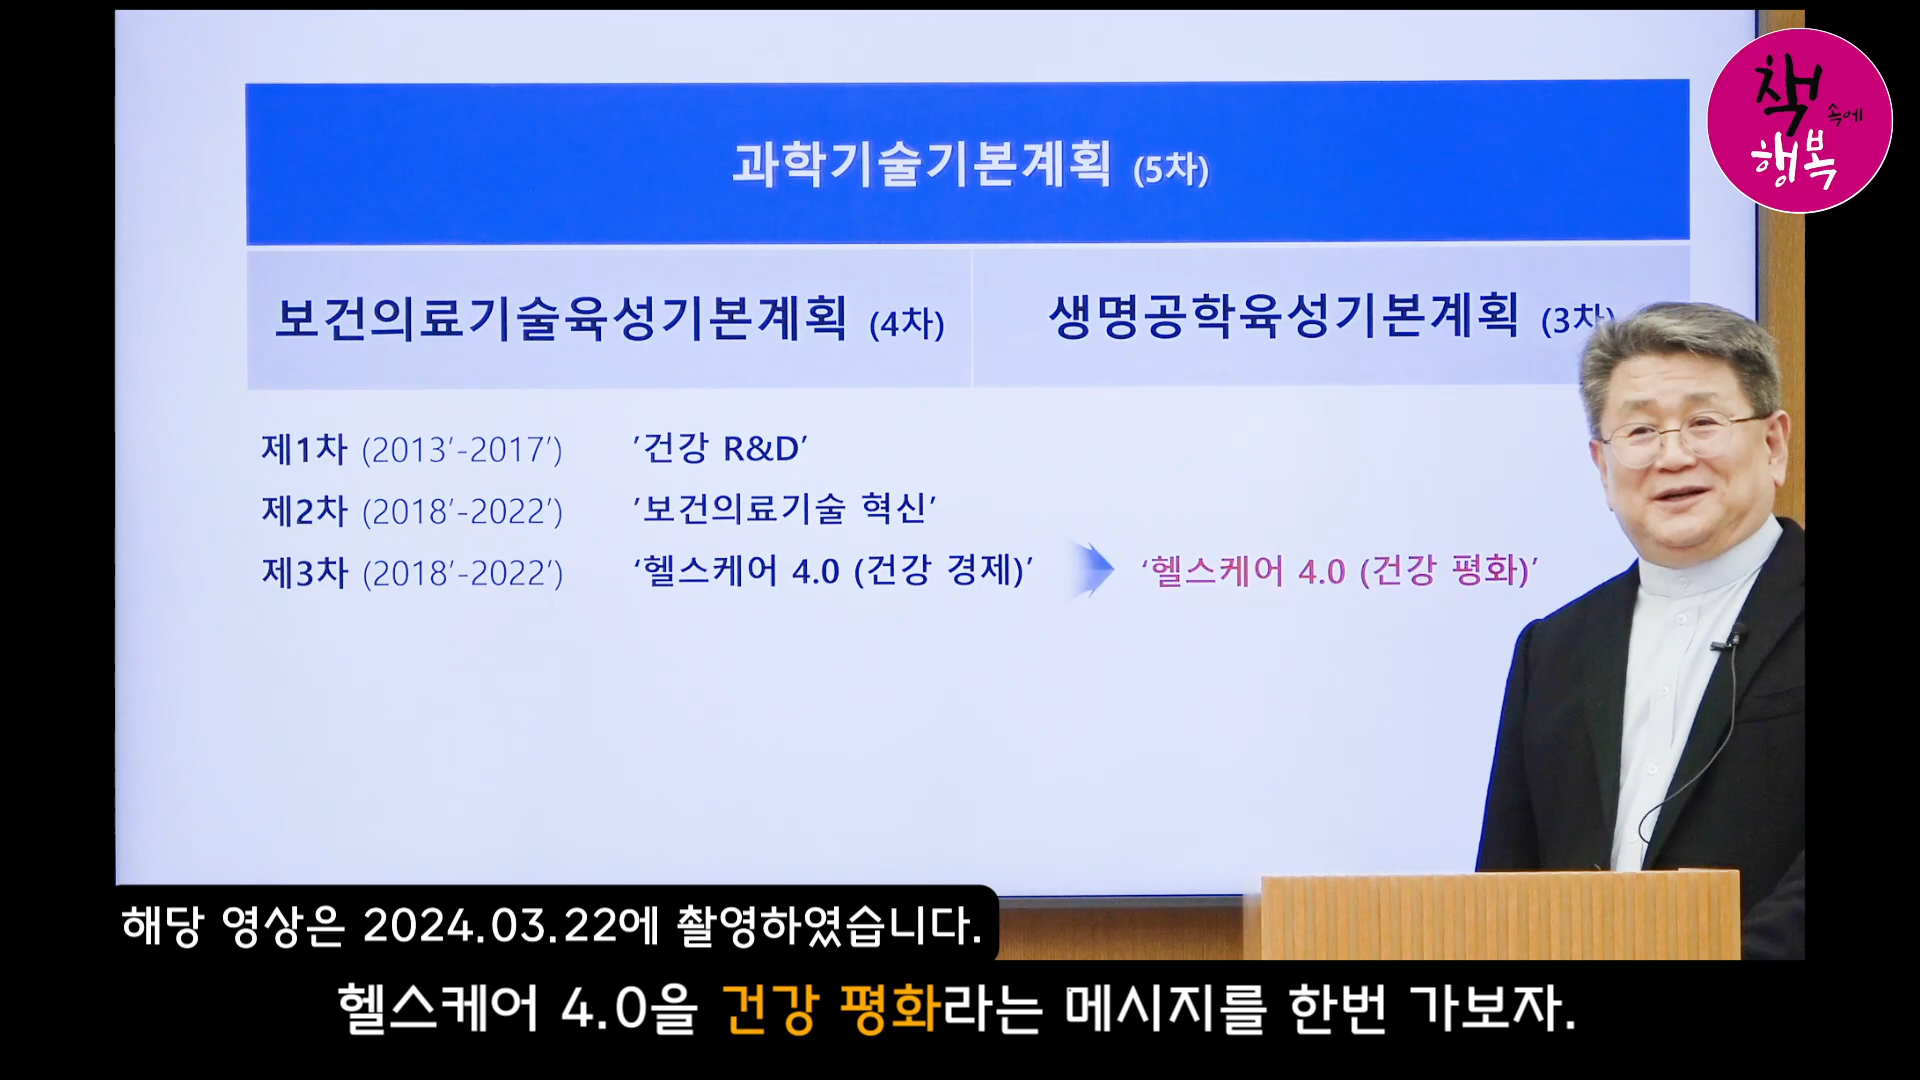 책
속에
행복
과학기술기본계획 (5차)
보건의료기술육성기본계획 (4차)
생명공학육성기본계획 (3차)
제1차 (2013′-2017′) ′건강 R&D′
제2차 (2018′-2022′) ′보건의료기술 혁신′
제3차 (2018′-2022′) ‘헬스케어 4.0 (건강 경제)’ ‘헬스케어 4.0 (건강 평화)’
해당 영상은 2024.03.22에 촬영하였습니다.
헬스케어 4.0을 건강 평화라는 메시지를 한번 가보자.